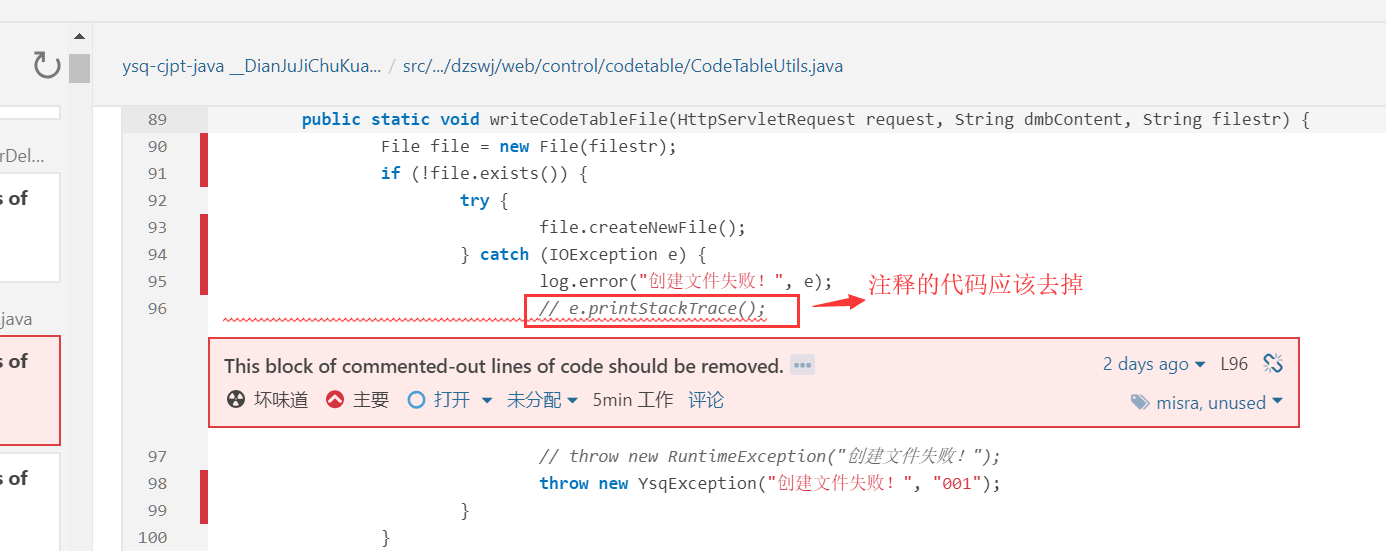 ysq-cjpt-java __DianJuJiChuKua... / src/.../dzswj/web/control/codetable/CodeTableUtils.java
89 public static void writeCodeTableFile(HttpServletRequest request, String dmbContent, String filestr) {
90 File file = new File(filestr);
rDel...
91 if (!file.exists()) {
s of
92 try {
93 file.createNewFile();
94 } catch (IOException e) {
95 log.error("创建文件失败！", e);
注释的代码应该去掉
96 // e.printStackTrace();
.java
s of
This block of commented-out lines of code should be removed. ... 2 days ago L96
坏味道 主要 打开 未分配 5min 工作 评论 misra, unused
97 // throw new RuntimeException("创建文件失败！");
s of
98 throw new YsqException("创建文件失败！", "001");
99 }
100 }